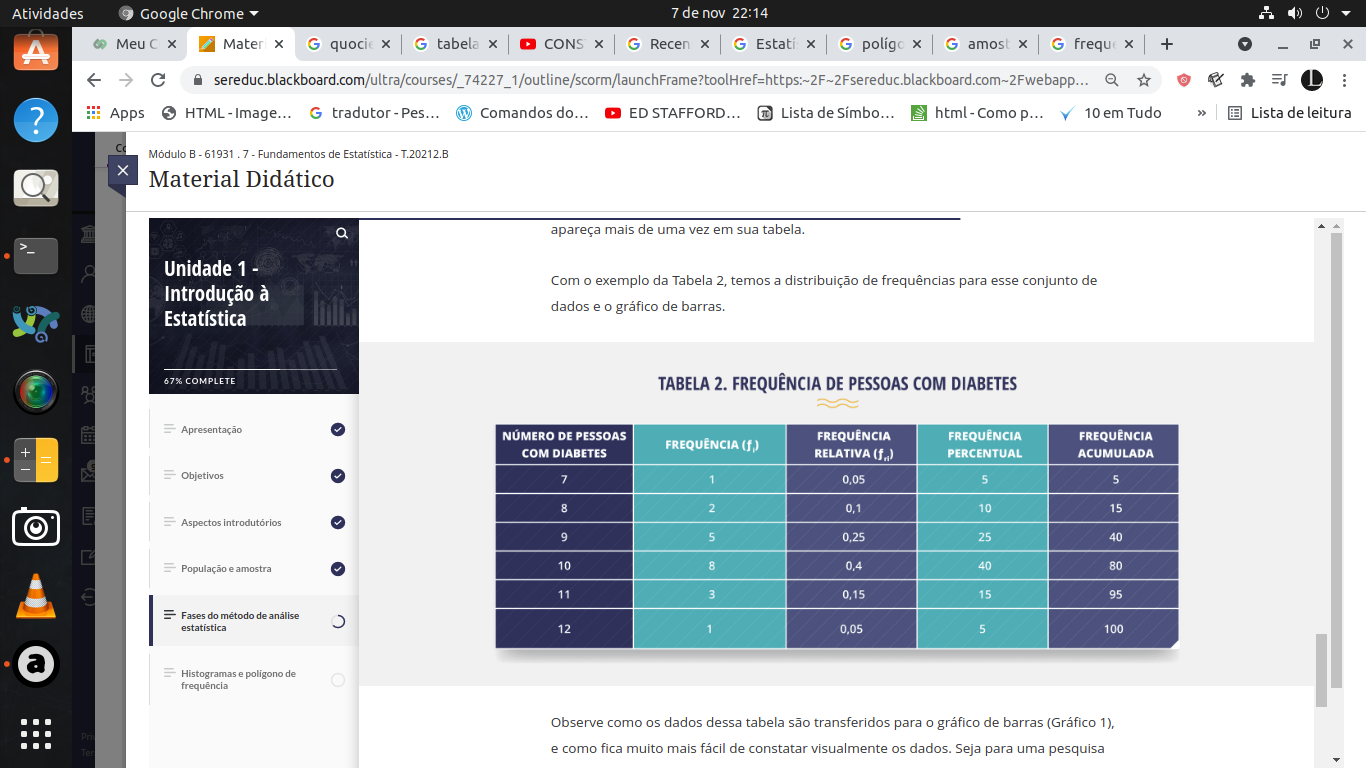 Atividades
Google Chrome
7 de nov 22:14
Meu C
Mater
quocie
tabela
CONS
Recen
Estatí
polígo
amost
freque
sereduc.blackboard.com/ultra/courses/_74227_1/outline/scorm/launchFrame?toolHref=https:~2F~2Fsereduc.blackboard.com~2Fwebapp…
Apps
HTML - Image…
tradutor - Pes…
Comandos do…
ED STAFFORD…
Lista de Símbo…
html - Como p…
10 em Tudo
»
Lista de leitura
Co
Módulo B - 61931 . 7 - Fundamentos de Estatística - T.20212.B
Material Didático
Unidade 1 -
Introdução à
Estatística
67% COMPLETE
Apresentação
Objetivos
Aspectos introdutórios
População e amostra
Fases do método de análise
estatística
Histogramas e polígono de
frequência
apareça mais de uma vez em sua tabela.
Com o exemplo da Tabela 2, temos a distribuição de frequências para esse conjunto de
dados e o gráfico de barras.
TABELA 2. FREQUÊNCIA DE PESSOAS COM DIABETES
NÚMERO DE PESSOAS COM DIABETES FREQUÊNCIA (fi) FREQUÊNCIA RELATIVA (fri) FREQUÊNCIA PERCENTUAL FREQUÊNCIA ACUMULADA
7 1 0,05 5 5
8 2 0,1 10 15
9 5 0,25 25 40
10 8 0,4 40 80
11 3 0,15 15 95
12 1 0,05 5 100
Observe como os dados dessa tabela são transferidos para o gráfico de barras (Gráfico 1),
e como fica muito mais fácil de constatar visualmente os dados. Seja para uma pesquisa
Priv
Ter